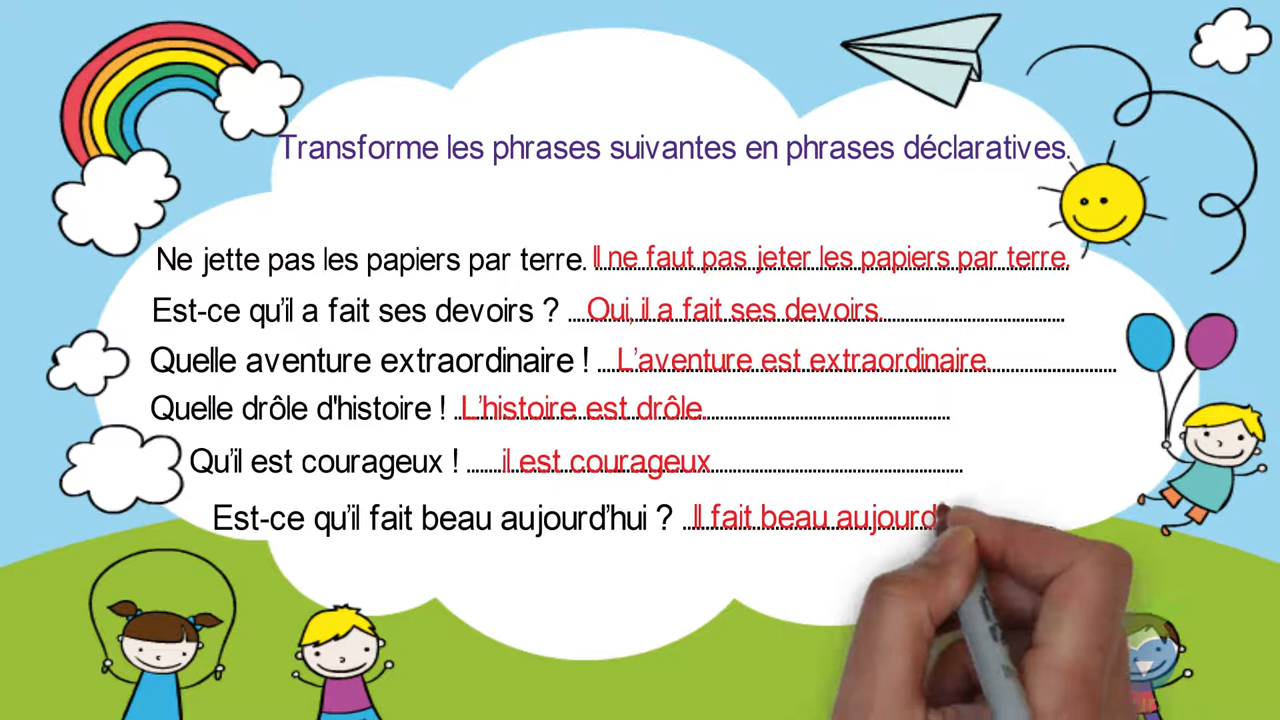 Transforme les phrases suivantes en phrases déclaratives.
Ne jette pas les papiers par terre. Il ne faut pas jeter les papiers par terre.
Est-ce qu'il a fait ses devoirs ? Oui, il a fait ses devoirs.
Quelle aventure extraordinaire ! L'aventure est extraordinaire.
Quelle drôle d'histoire ! L'histoire est drôle.
Qu'il est courageux ! il est courageux
Est-ce qu'il fait beau aujourd'hui ? Il fait beau aujourd'